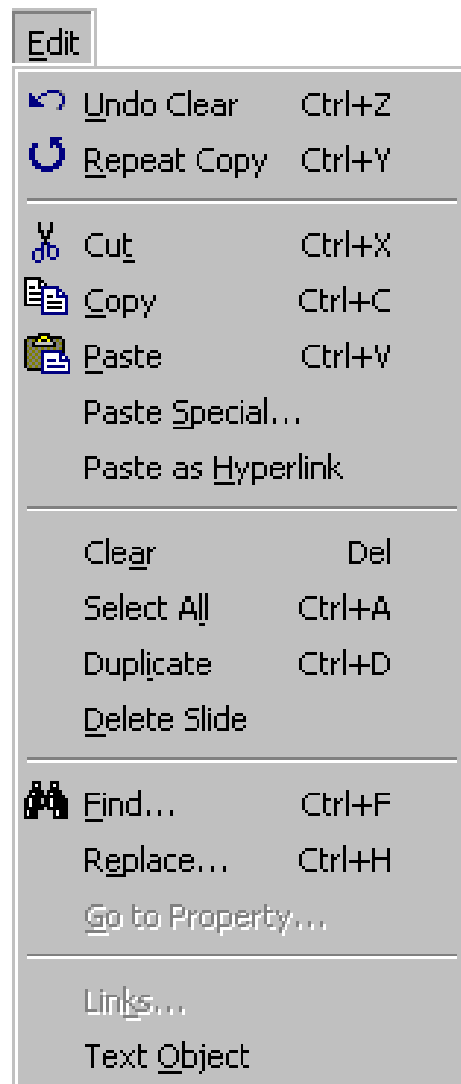 Edit
Undo Clear Ctrl+Z
Repeat Copy Ctrl+Y
Cut Ctrl+X
Copy Ctrl+C
Paste Ctrl+V
Paste Special...
Paste as Hyperlink
Clear Del
Select All Ctrl+A
Duplicate Ctrl+D
Delete Slide
Find... Ctrl+F
Replace... Ctrl+H
Go to Property...
Links...
Text Object